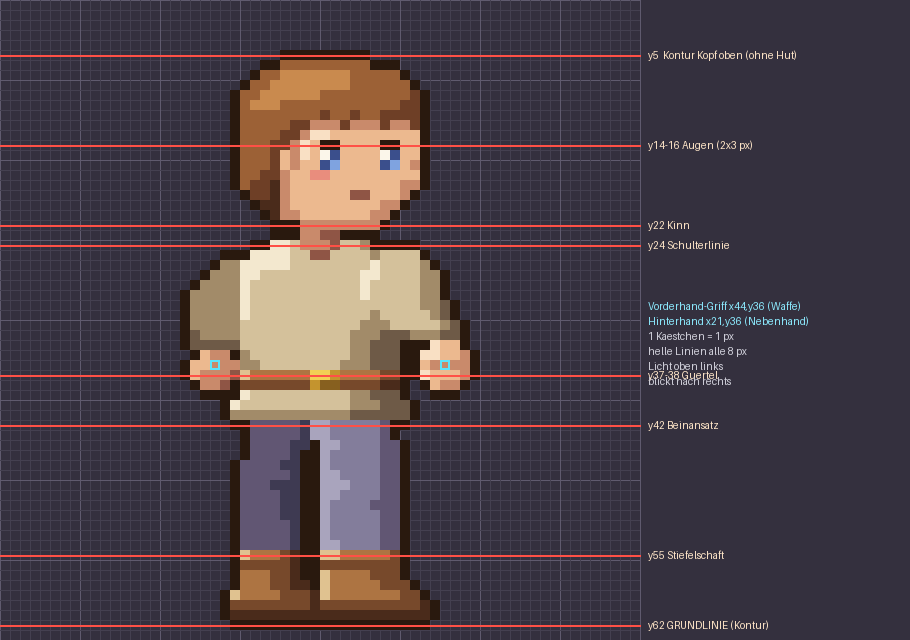 y5 Kontur Kopf oben (ohne Hut)
y14-16 Augen (2x3 px)
y22 Kinn
y24 Schulterlinie
Vorderhand-Griff x44,y36 (Waffe)
Hinterhand x21,y36 (Nebenhand)
1 Kaestchen = 1 px
helle Linien alle 8 px
Licht oben links
y37-38 Guertel
blickt nach rechts
y42 Beinansatz
y55 Stiefelschaft
y62 GRUNDLINIE (Kontur)